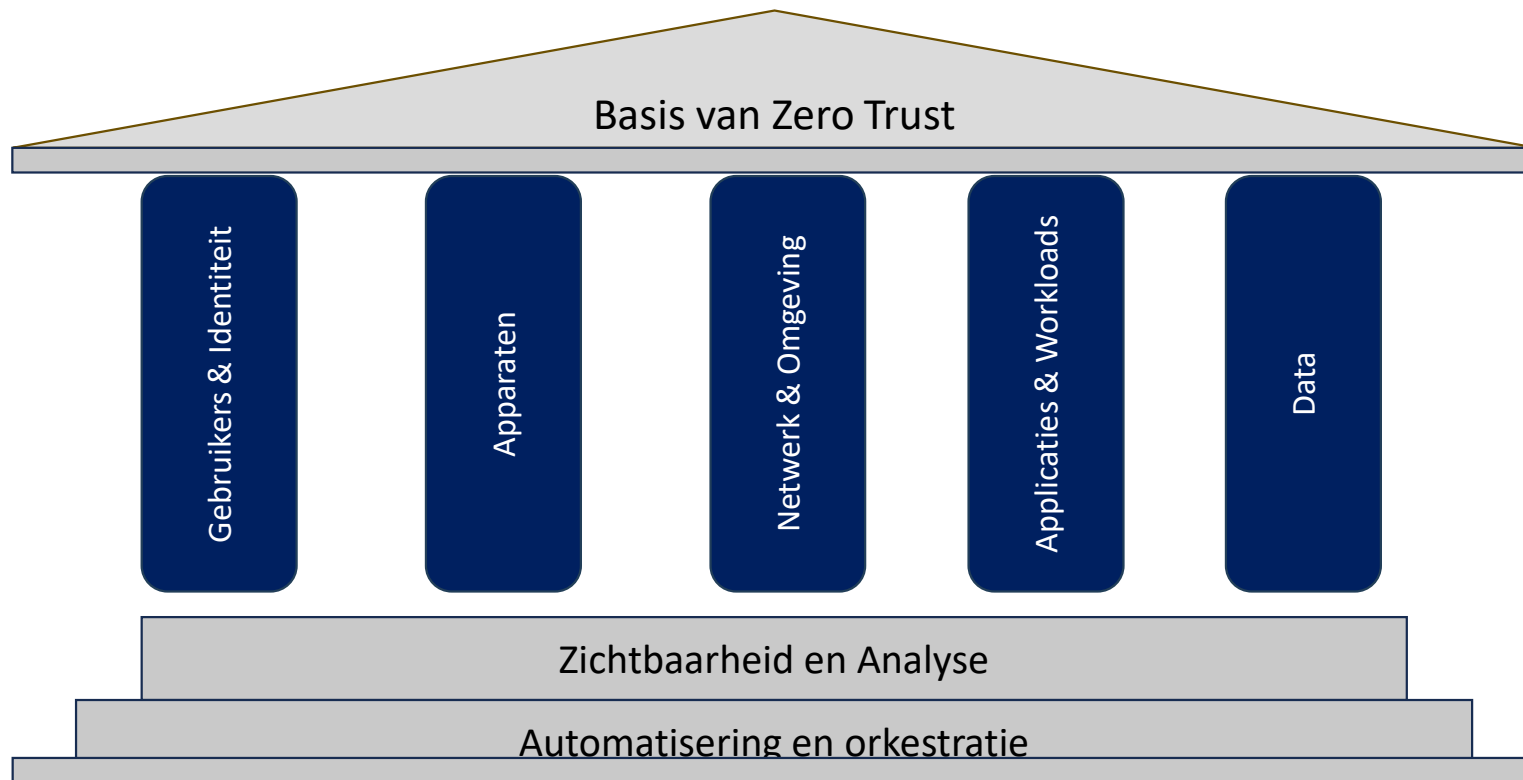 Basis van Zero Trust
Gebruikers & Identiteit
Apparaten
Netwerk & Omgeving
Applicaties & Workloads
Data
Zichtbaarheid en Analyse
Automatisering en orkestratie